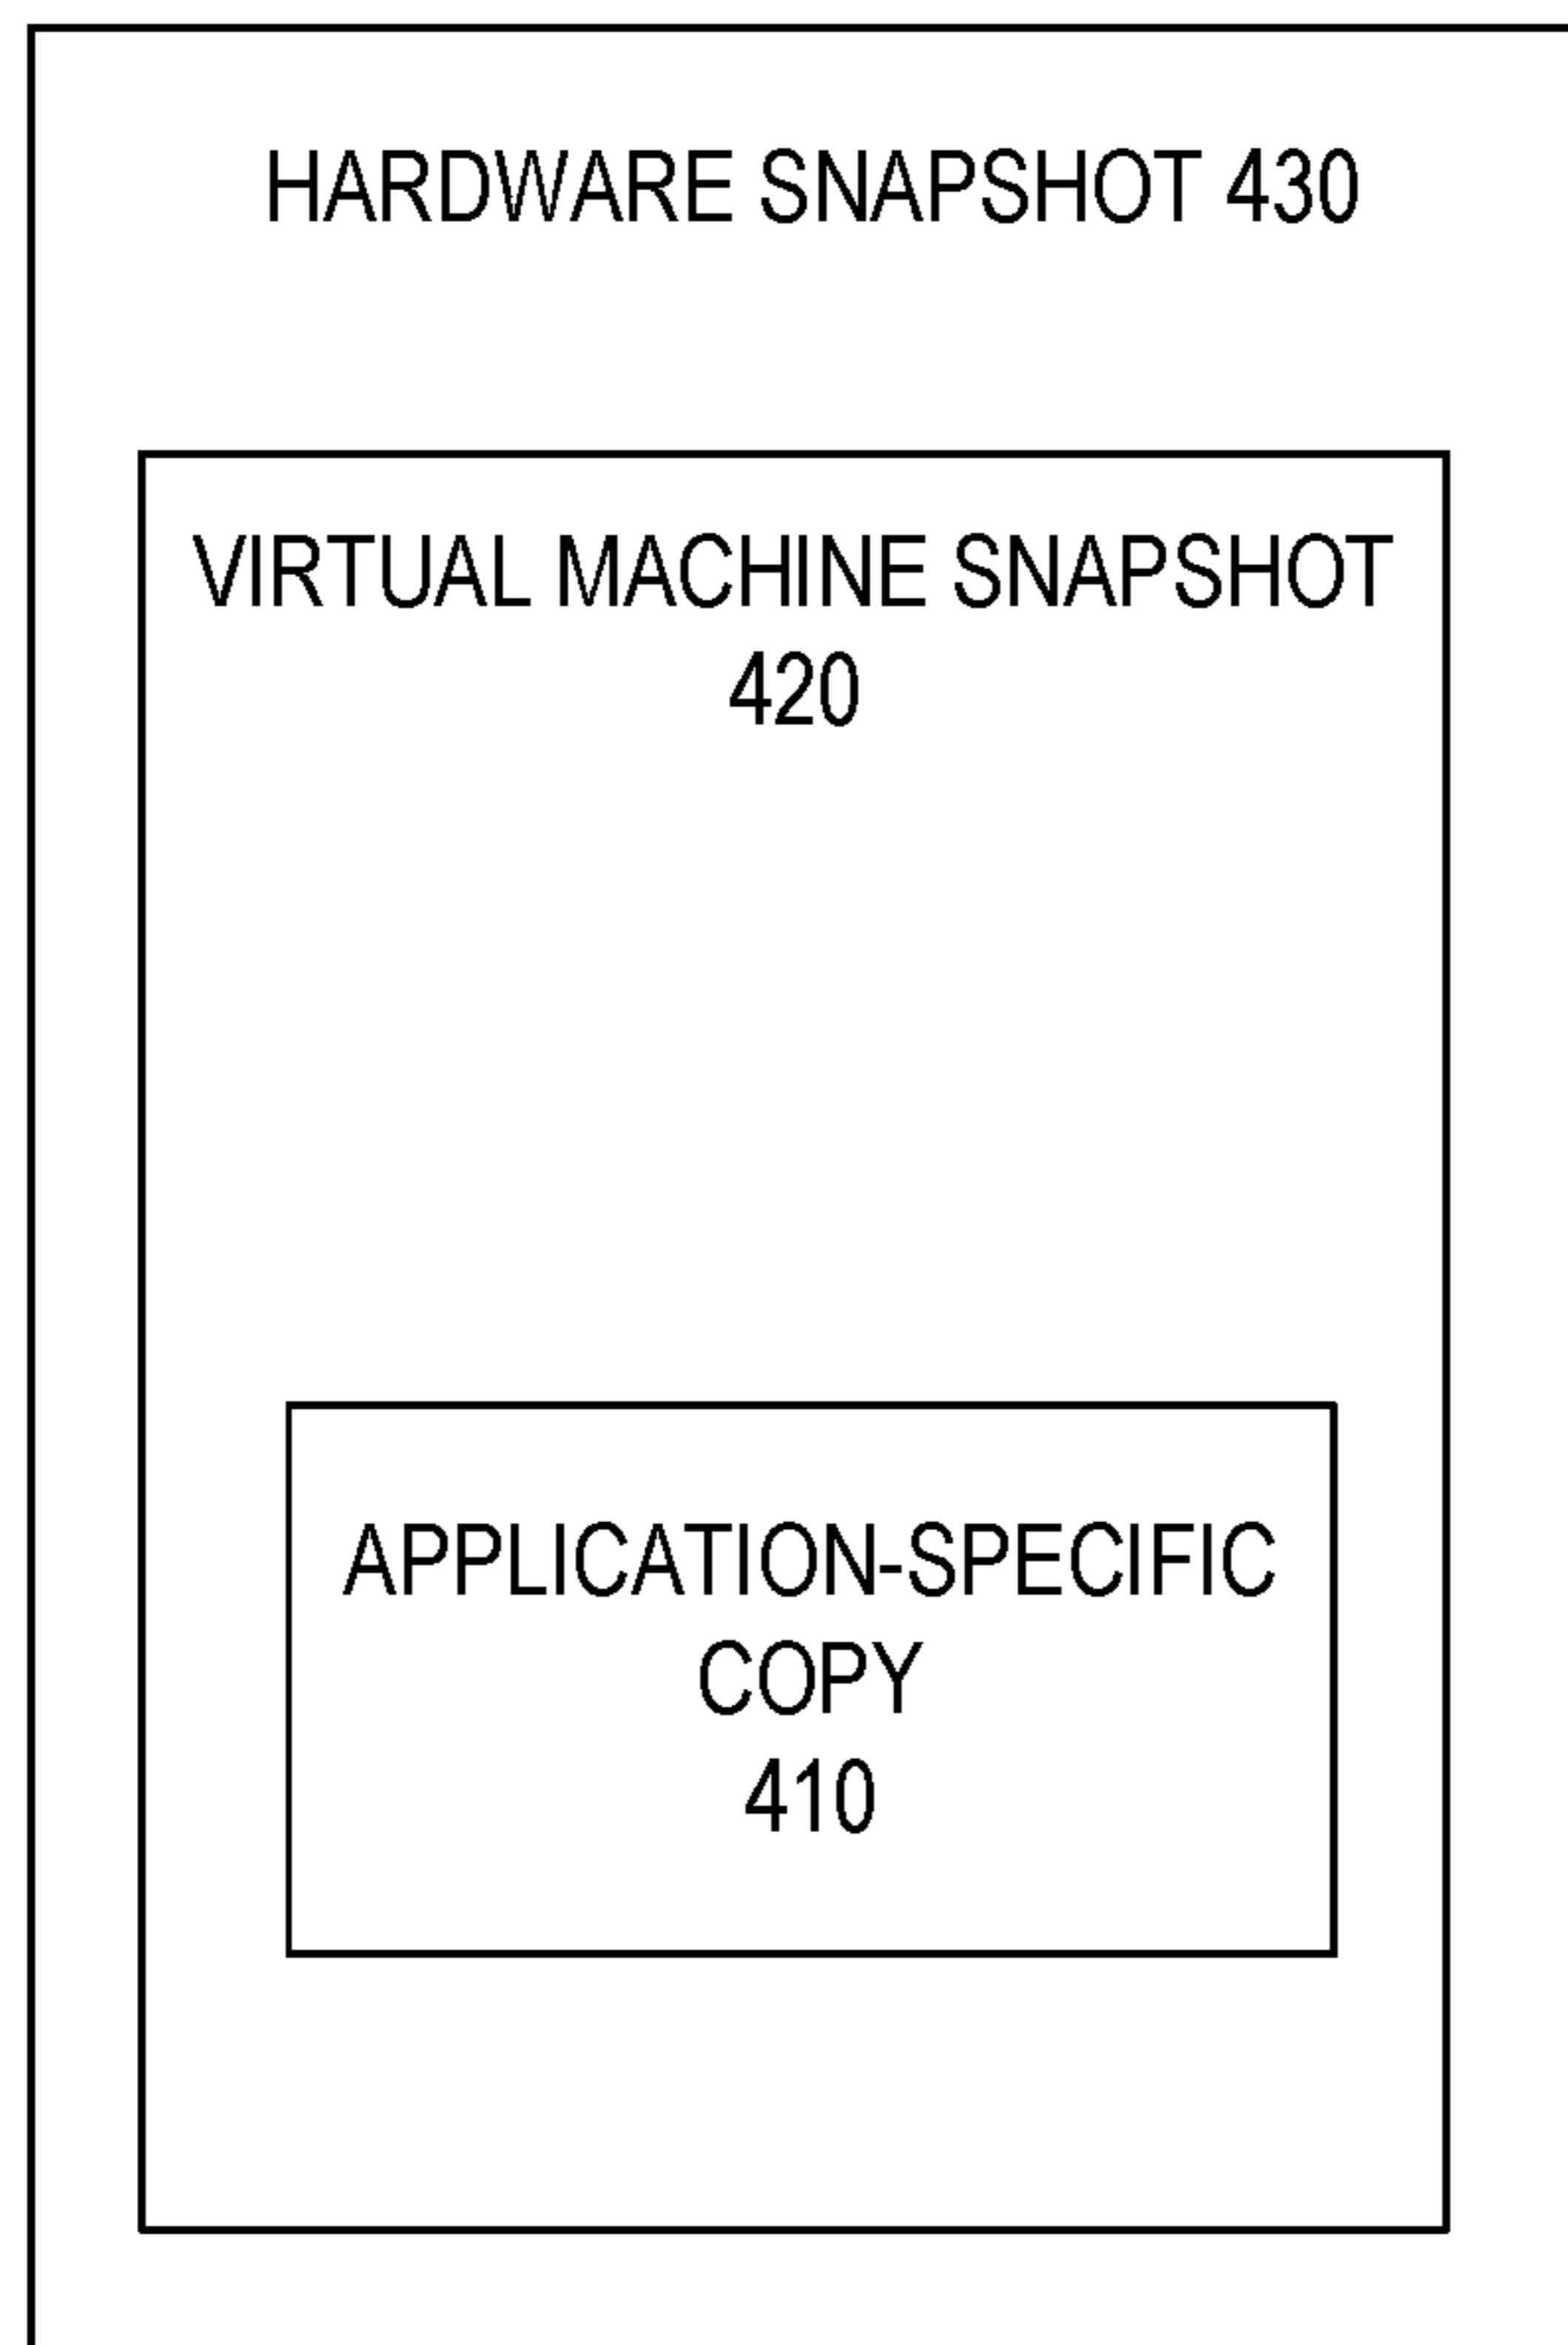 HARDWARE SNAPSHOT 430
VIRTUAL MACHINE SNAPSHOT
420
APPLICATION-SPECIFIC
COPY
410